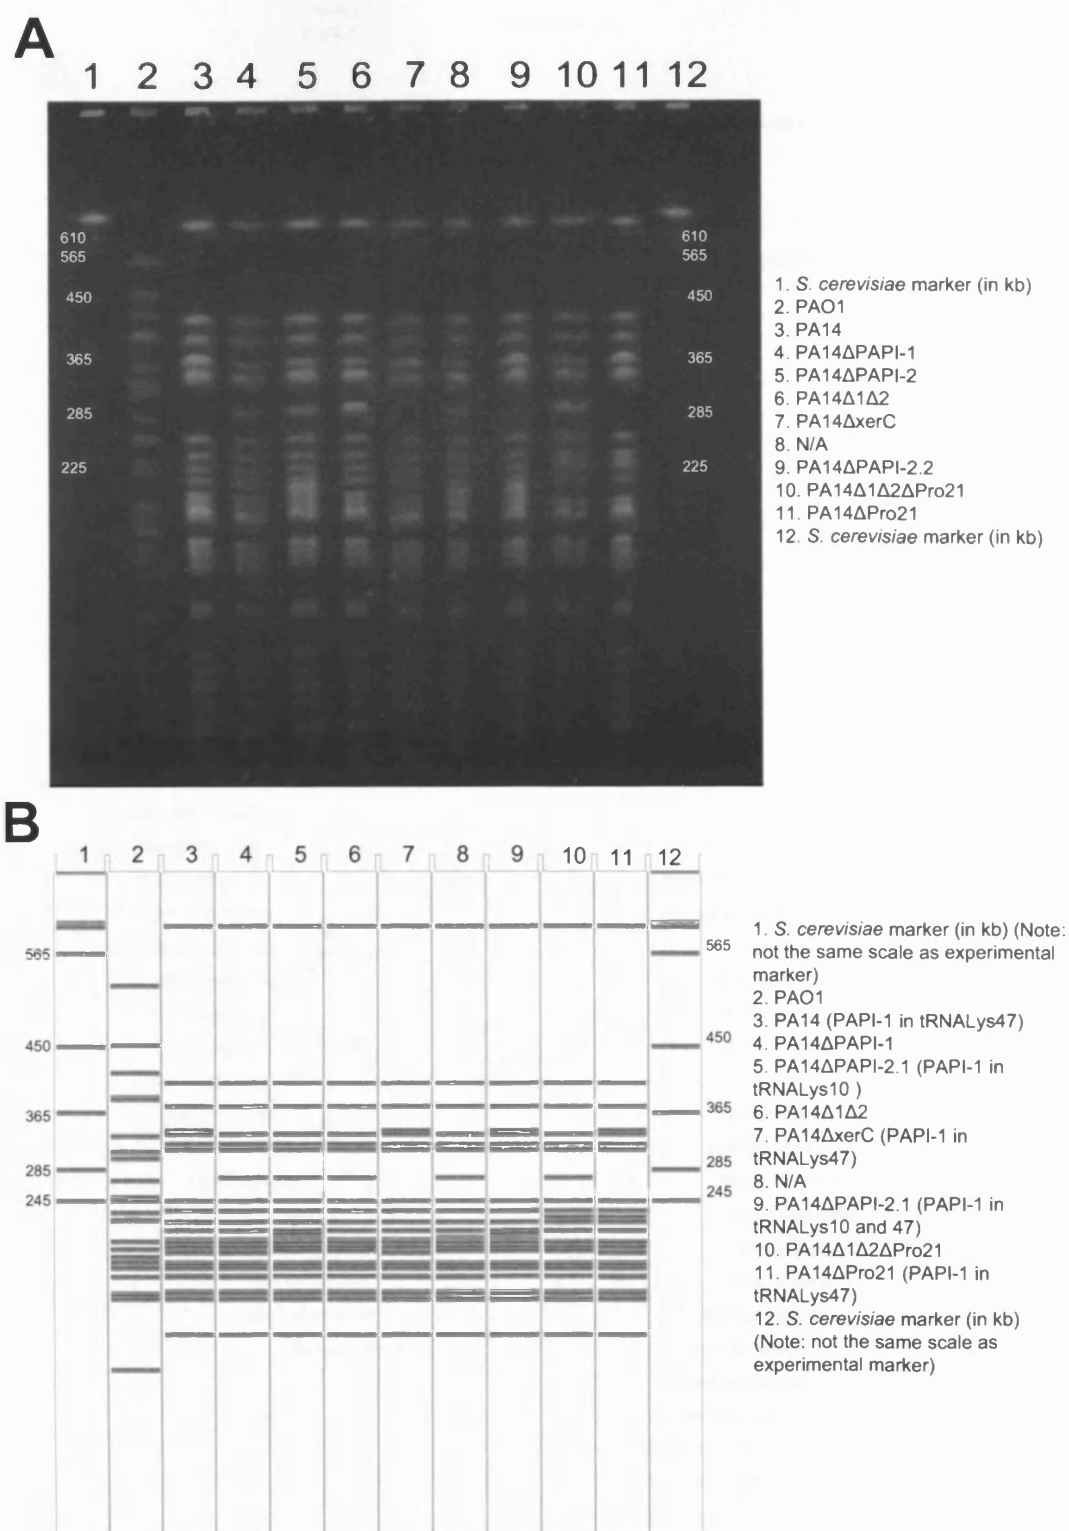 A
1 2 3 4 5 6 7 8 9 10 11 12
610 610
565 565
450 450
365 365
285 285
225 225
1. S. cerevisiae marker (in kb)
2. PAO1
3. PA14
4. PA14ΔPAPI-1
5. PA14ΔPAPI-2
6. PA14Δ1Δ2
7. PA14ΔxerC
8. N/A
9. PA14ΔPAPI-2.2
10. PA14Δ1Δ2ΔPro21
11. PA14ΔPro21
12. S. cerevisiae marker (in kb)
B
1 2 3 4 5 6 7 8 9 10 11 12
565 565
450 450
365 365
285 285
245 245
1. S. cerevisiae marker (in kb) (Note:
not the same scale as experimental
marker)
2. PAO1
3. PA14 (PAPI-1 in tRNALys47)
4. PA14ΔPAPI-1
5. PA14ΔPAPI-2.1 (PAPI-1 in
tRNALys10 )
6. PA14Δ1Δ2
7. PA14ΔxerC (PAPI-1 in
tRNALys47)
8. N/A
9. PA14ΔPAPI-2.1 (PAPI-1 in
tRNALys10 and 47)
10. PA14Δ1Δ2ΔPro21
11. PA14ΔPro21 (PAPI-1 in
tRNALys47)
12. S. cerevisiae marker (in kb)
(Note: not the same scale as
experimental marker)